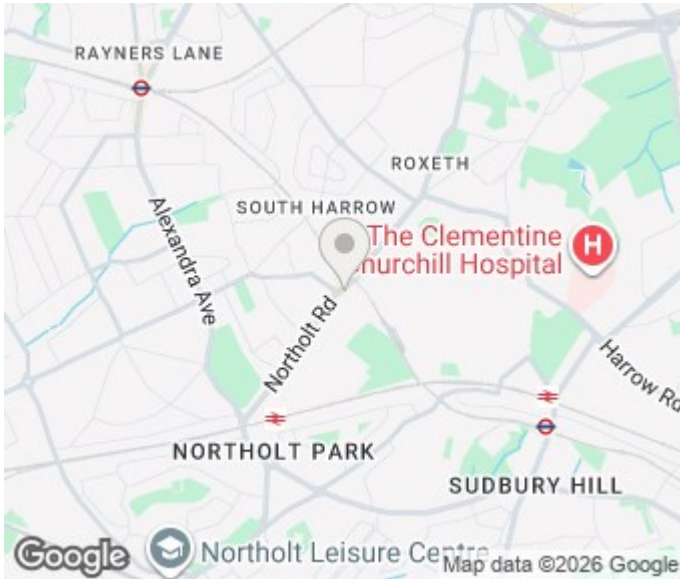 RAYNERS LANE
ROXETH
SOUTH HARROW
Alexandra Ave
The Clementine
Churchill Hospital
H
Northolt Rd
Harrow Rd
NORTHOLT PARK
SUDBURY HILL
Google
Northolt Leisure Centre
Map data ©2026 Google